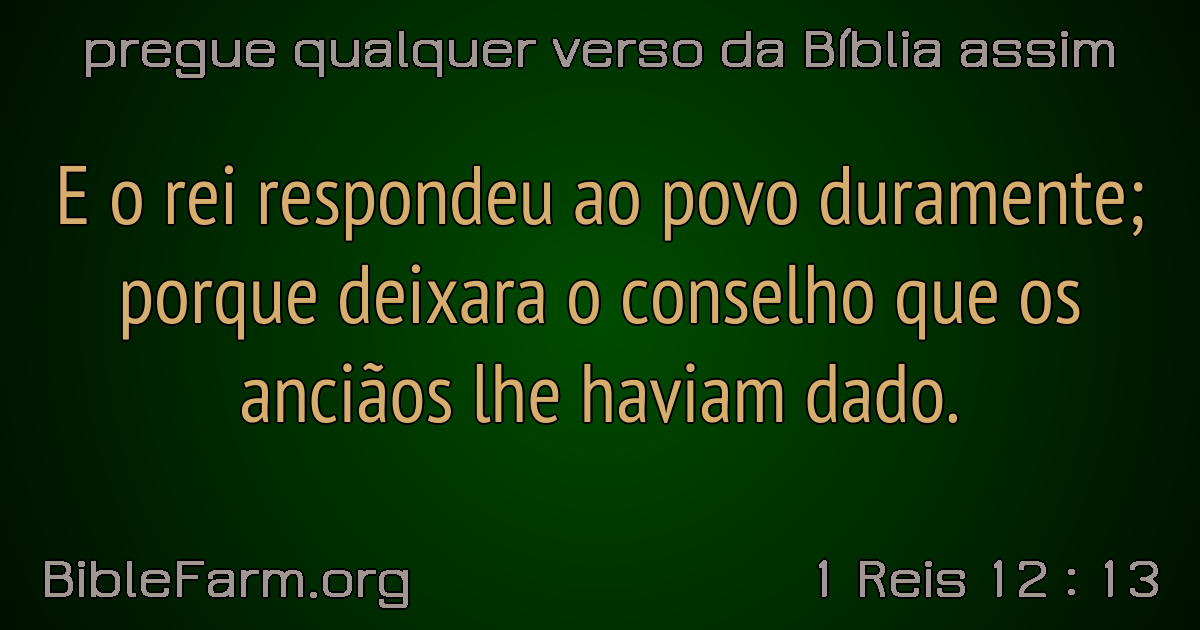 pregue qualquer verso da Bíblia assim
E o rei respondeu ao povo duramente;
porque deixara o conselho que os
anciãos lhe haviam dado.
BibleFarm.org
1 Reis 12 : 13